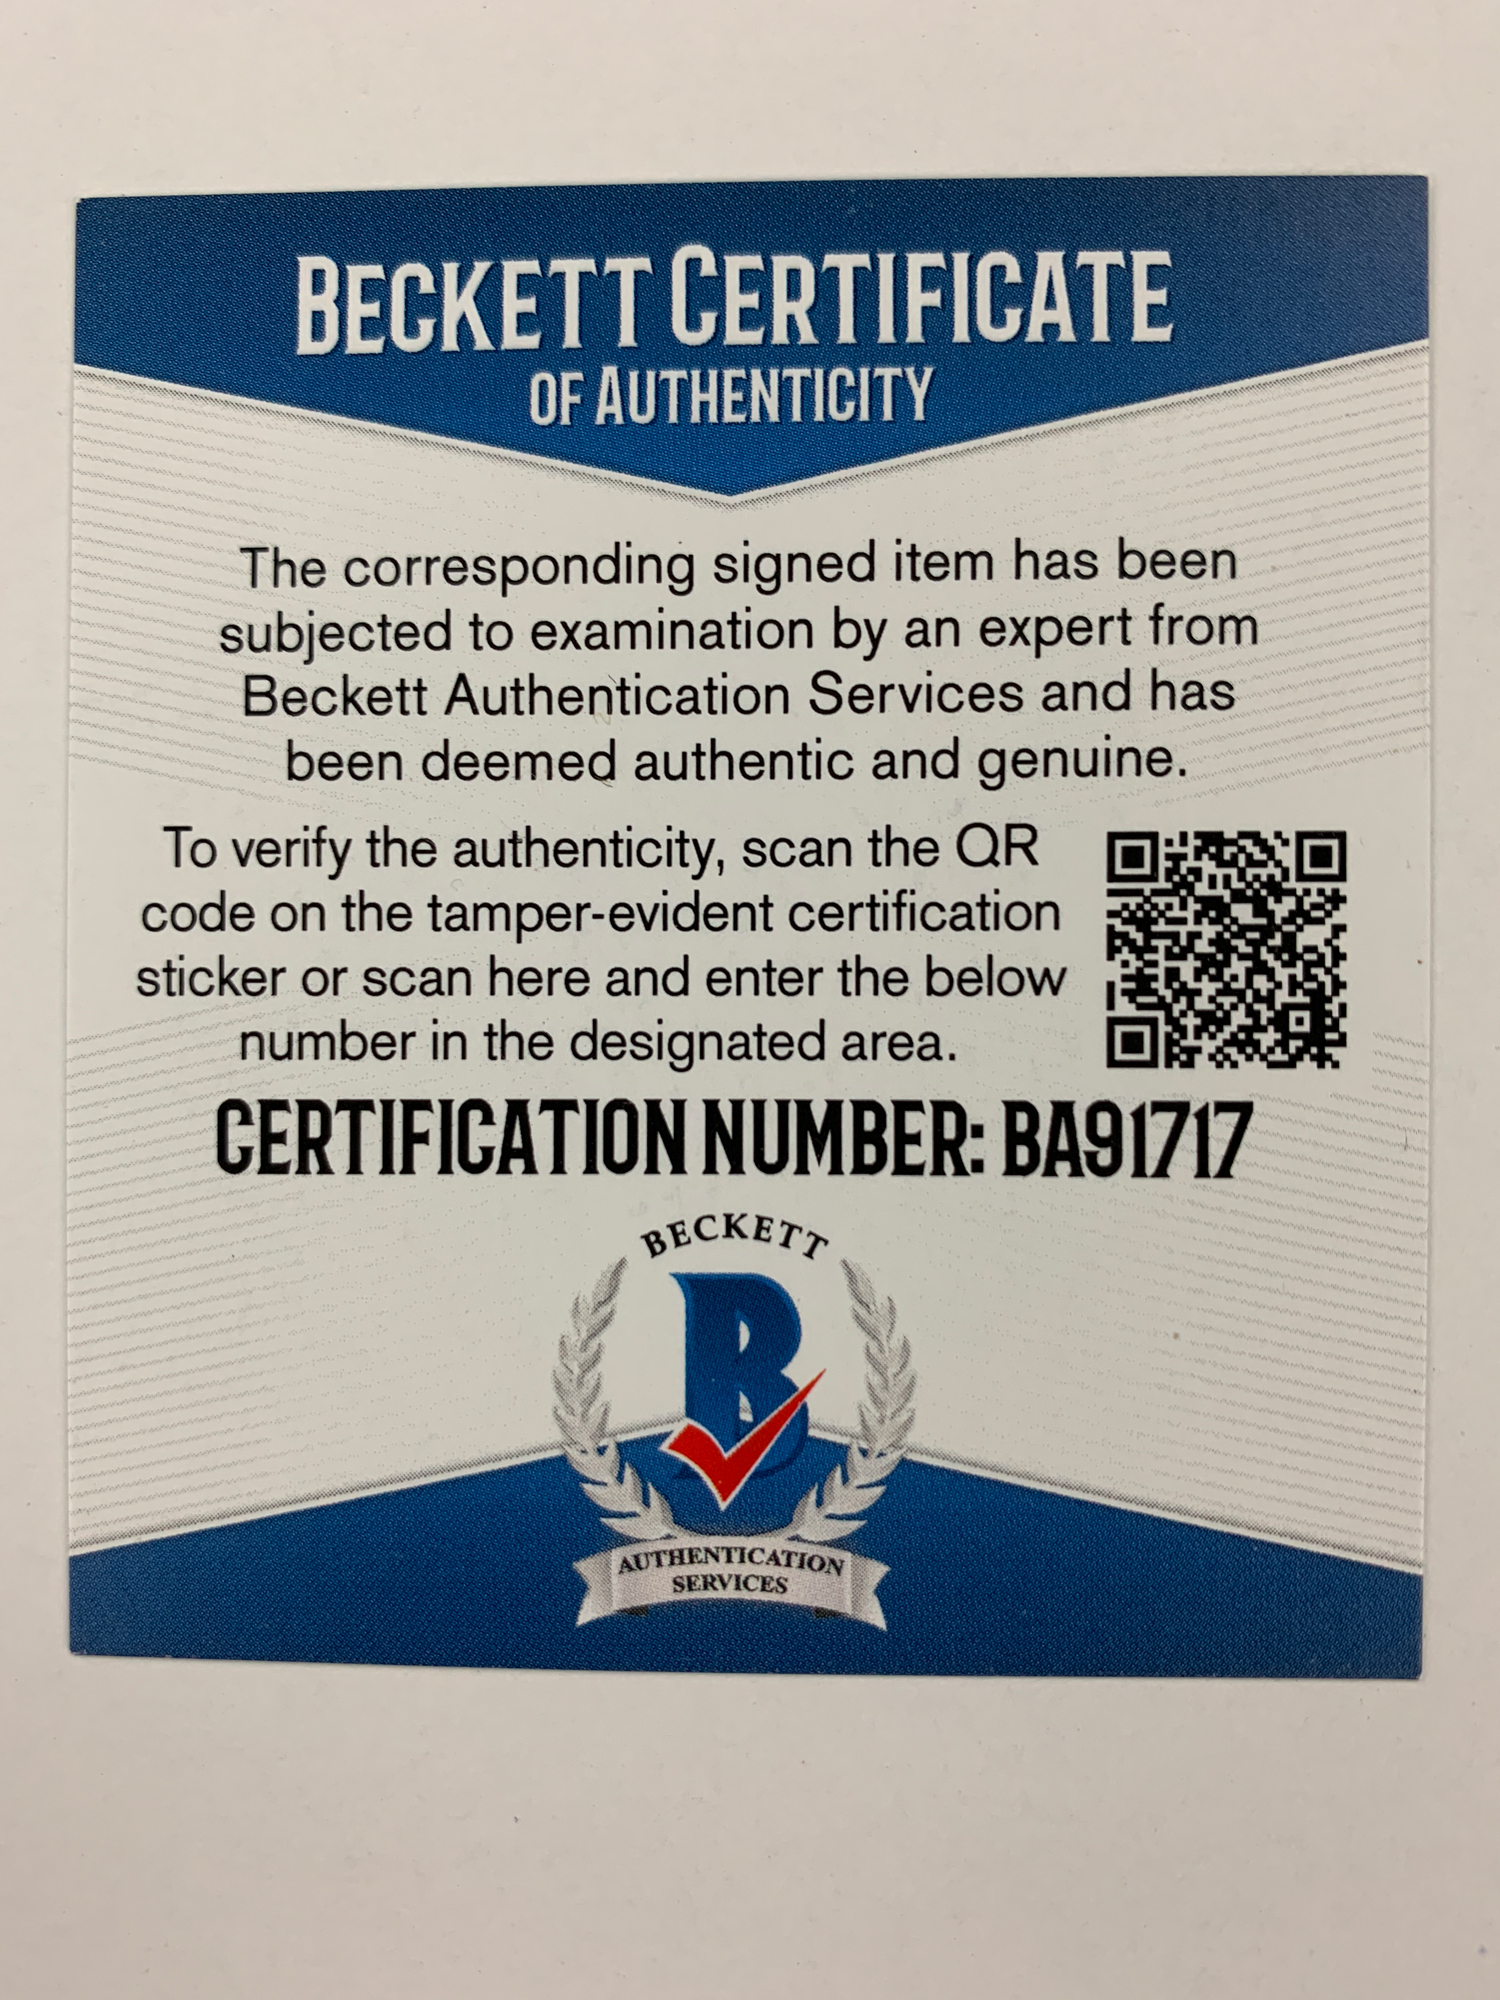 BECKETT CERTIFICATE
OF AUTHENTICITY
The corresponding signed item has been
subjected to examination by an expert from
Beckett Authentication Services and has
been deemed authentic and genuine.
To verify the authenticity, scan the QR
code on the tamper-evident certification
sticker or scan here and enter the below
number in the designated area.
CERTIFICATION NUMBER: BA91717
BECKETT
B
AUTHENTICATION
SERVICES